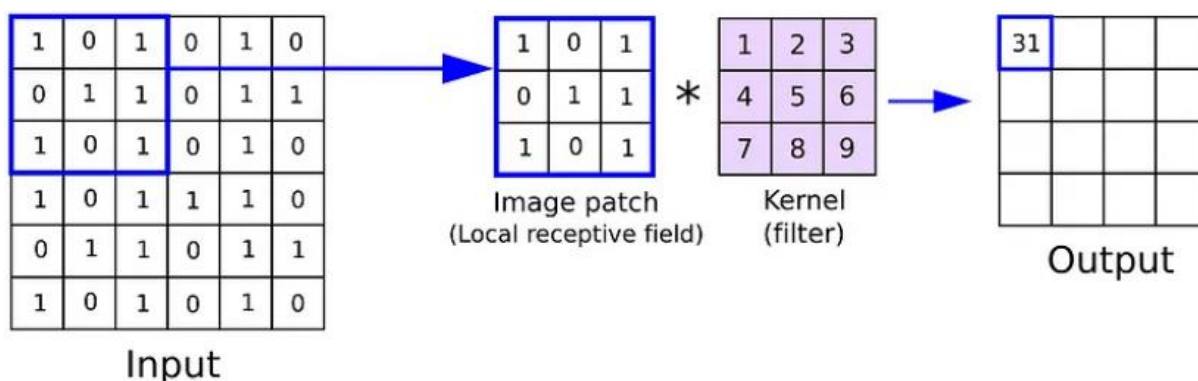 1 0 1 0 1 0
0 1 1 0 1 1
1 0 1 0 1 0
1 0 1 1 1 0
0 1 1 0 1 1
1 0 1 0 1 0
Input
1 0 1
0 1 1
1 0 1
Image patch
(Local receptive field)
*
1 2 3
4 5 6
7 8 9
Kernel
(filter)
31
Output